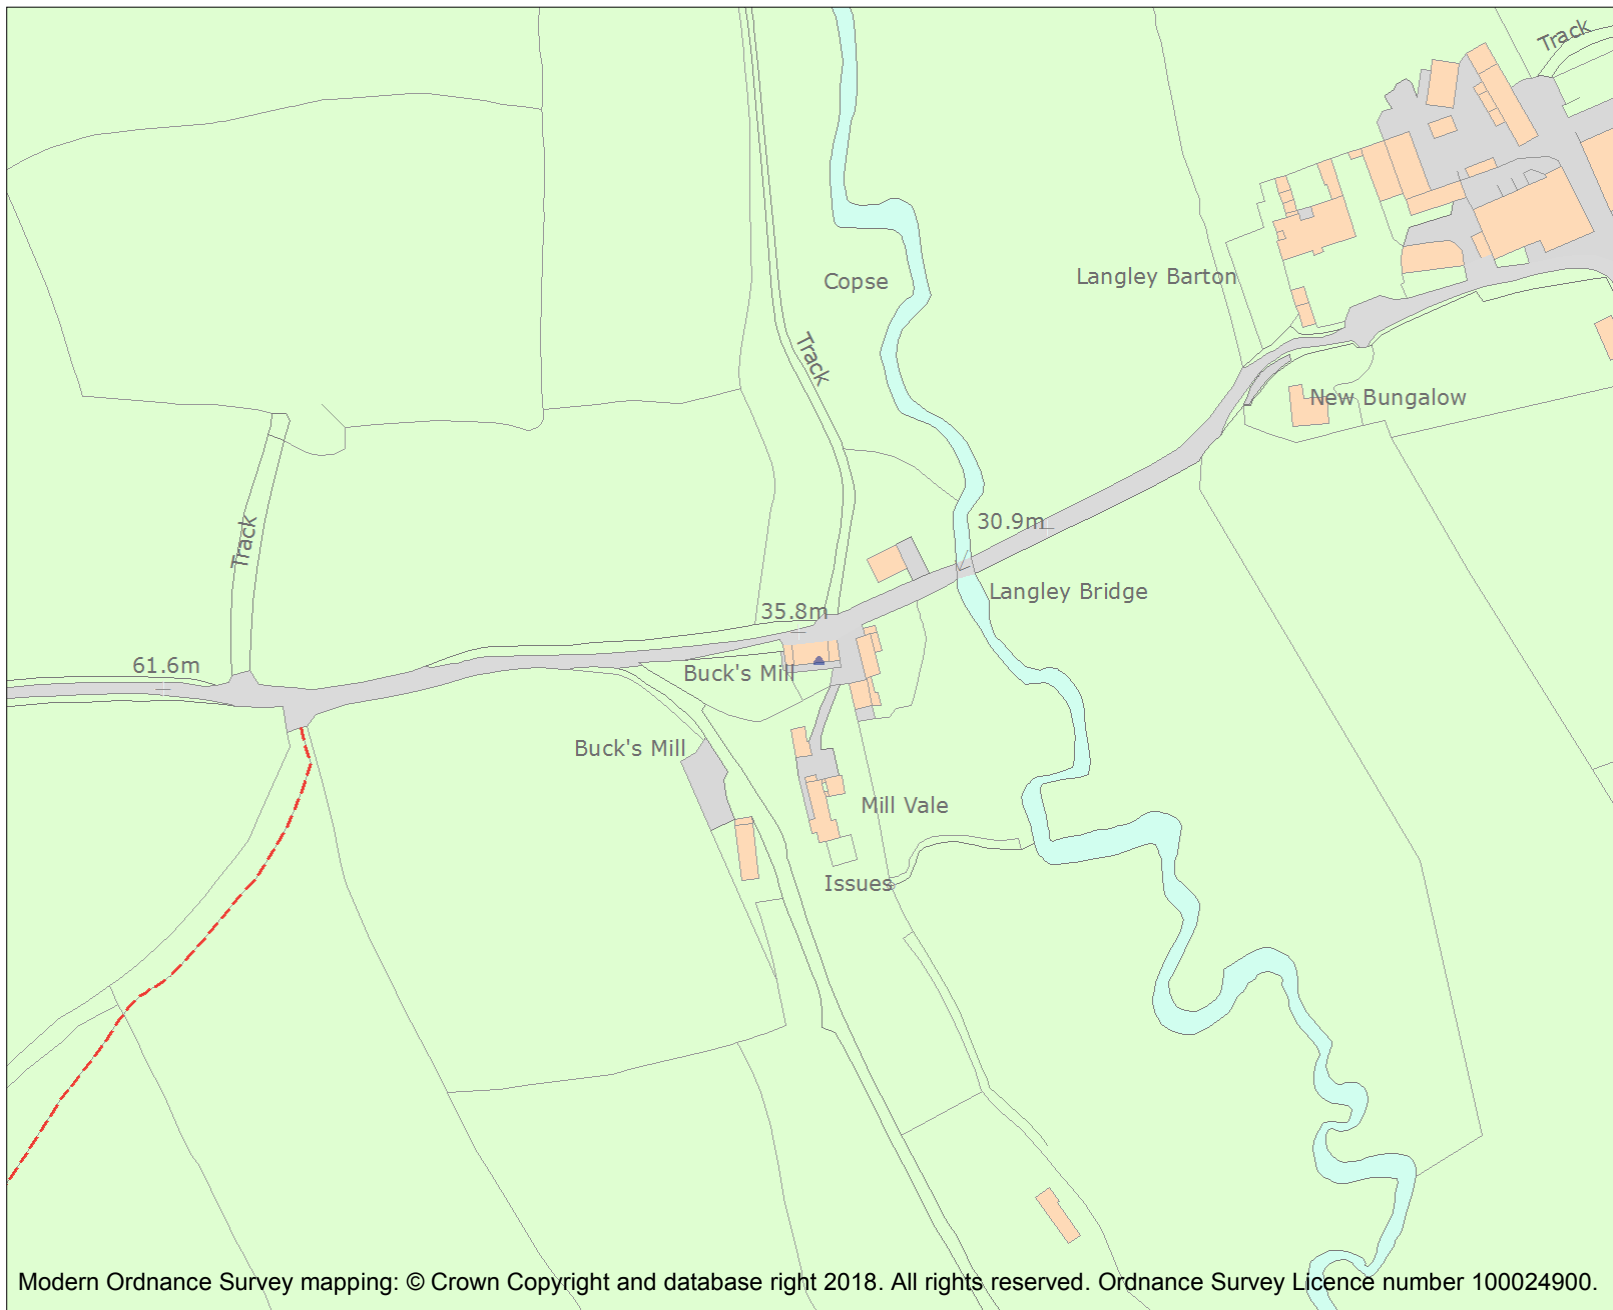 Track
Copse
Langley Barton
Track
New Bungalow
Track
30.9m
Langley Bridge
35.8m
61.6m
Buck's Mill
Buck's Mill
Mill Vale
Issues
Modern Ordnance Survey mapping: © Crown Copyright and database right 2018. All rights reserved. Ordnance Survey Licence number 100024900.